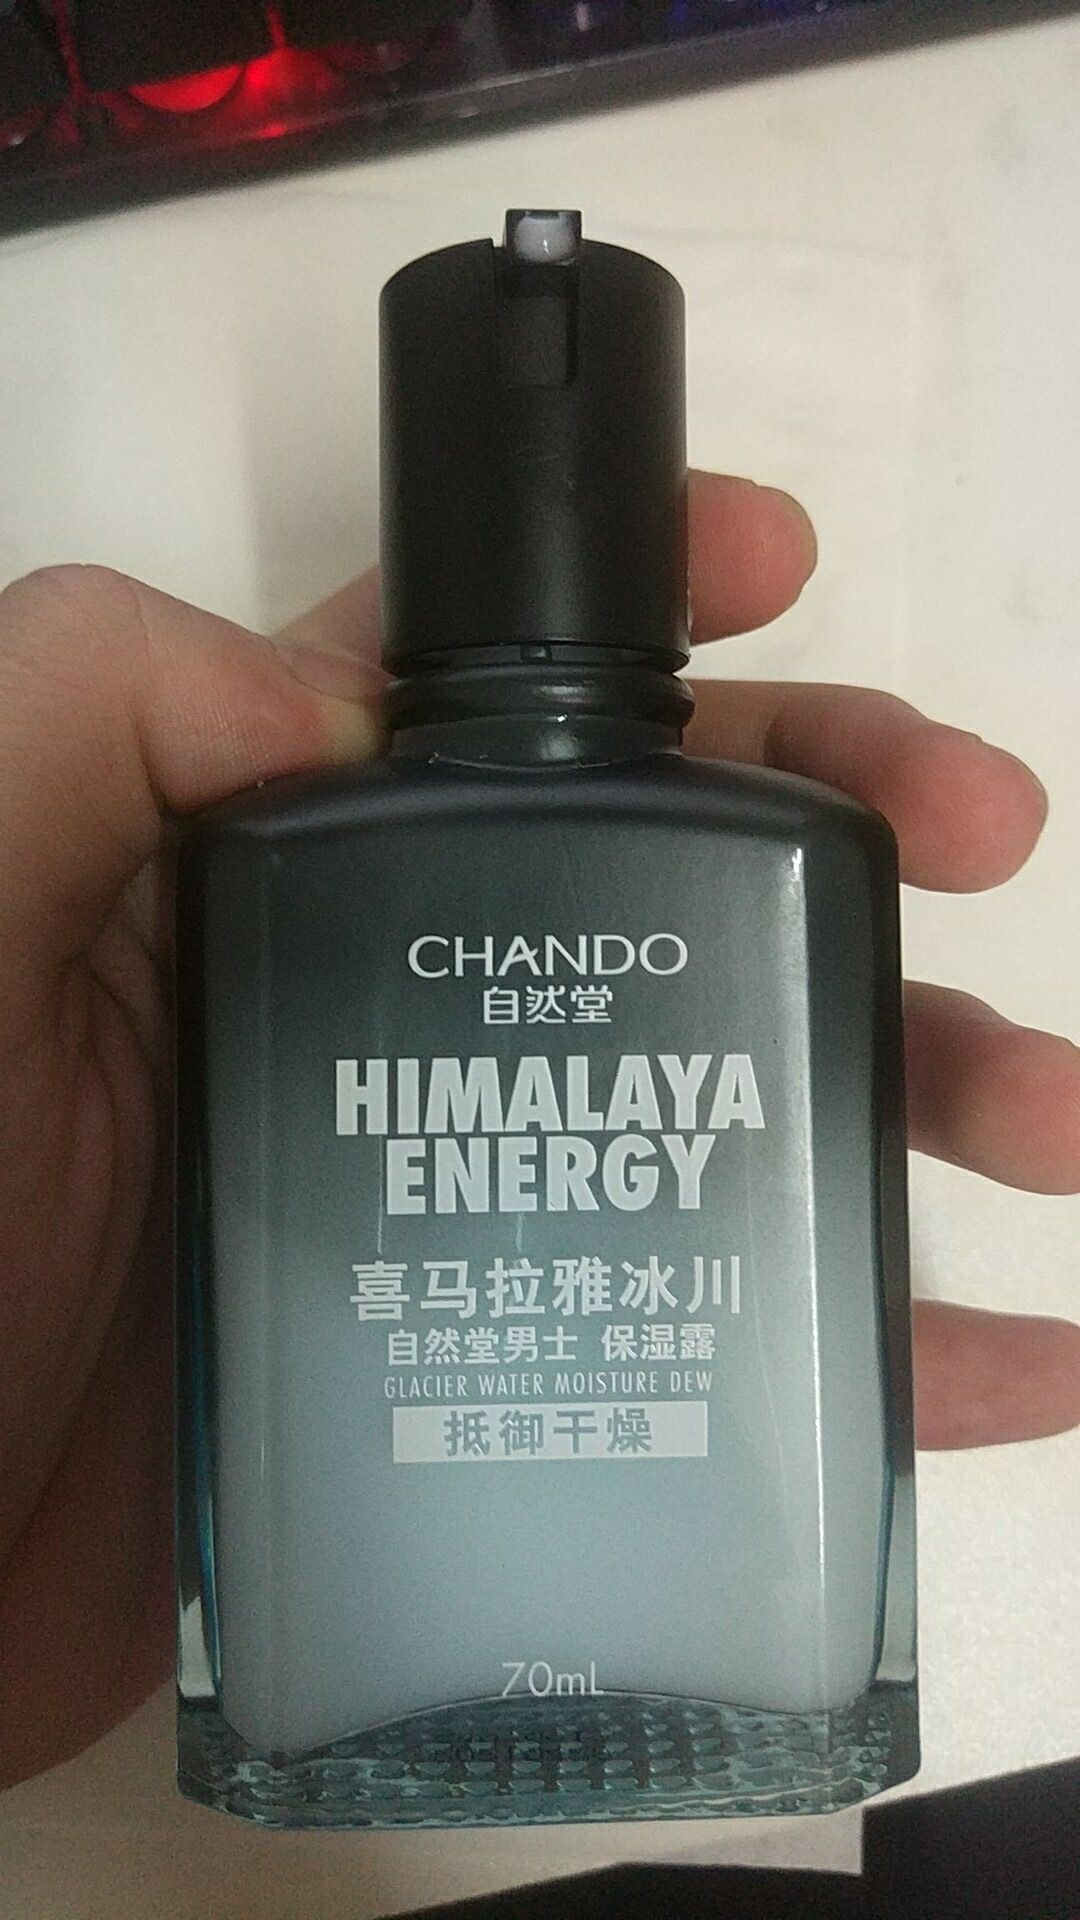 CHANDO
自然堂
HIMALAYA
ENERGY
喜马拉雅冰川
自然堂男士 保湿露
GLACIER WATER MOISTURE DEW
抵御干燥
70mL